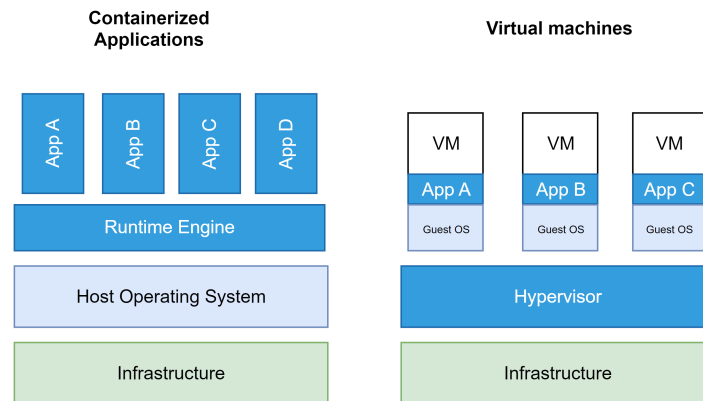 Containerized
Applications
App A
App B
App C
App D
Runtime Engine
Host Operating System
Infrastructure
Virtual machines
VM
VM
VM
App A
App B
App C
Guest OS
Guest OS
Guest OS
Hypervisor
Infrastructure